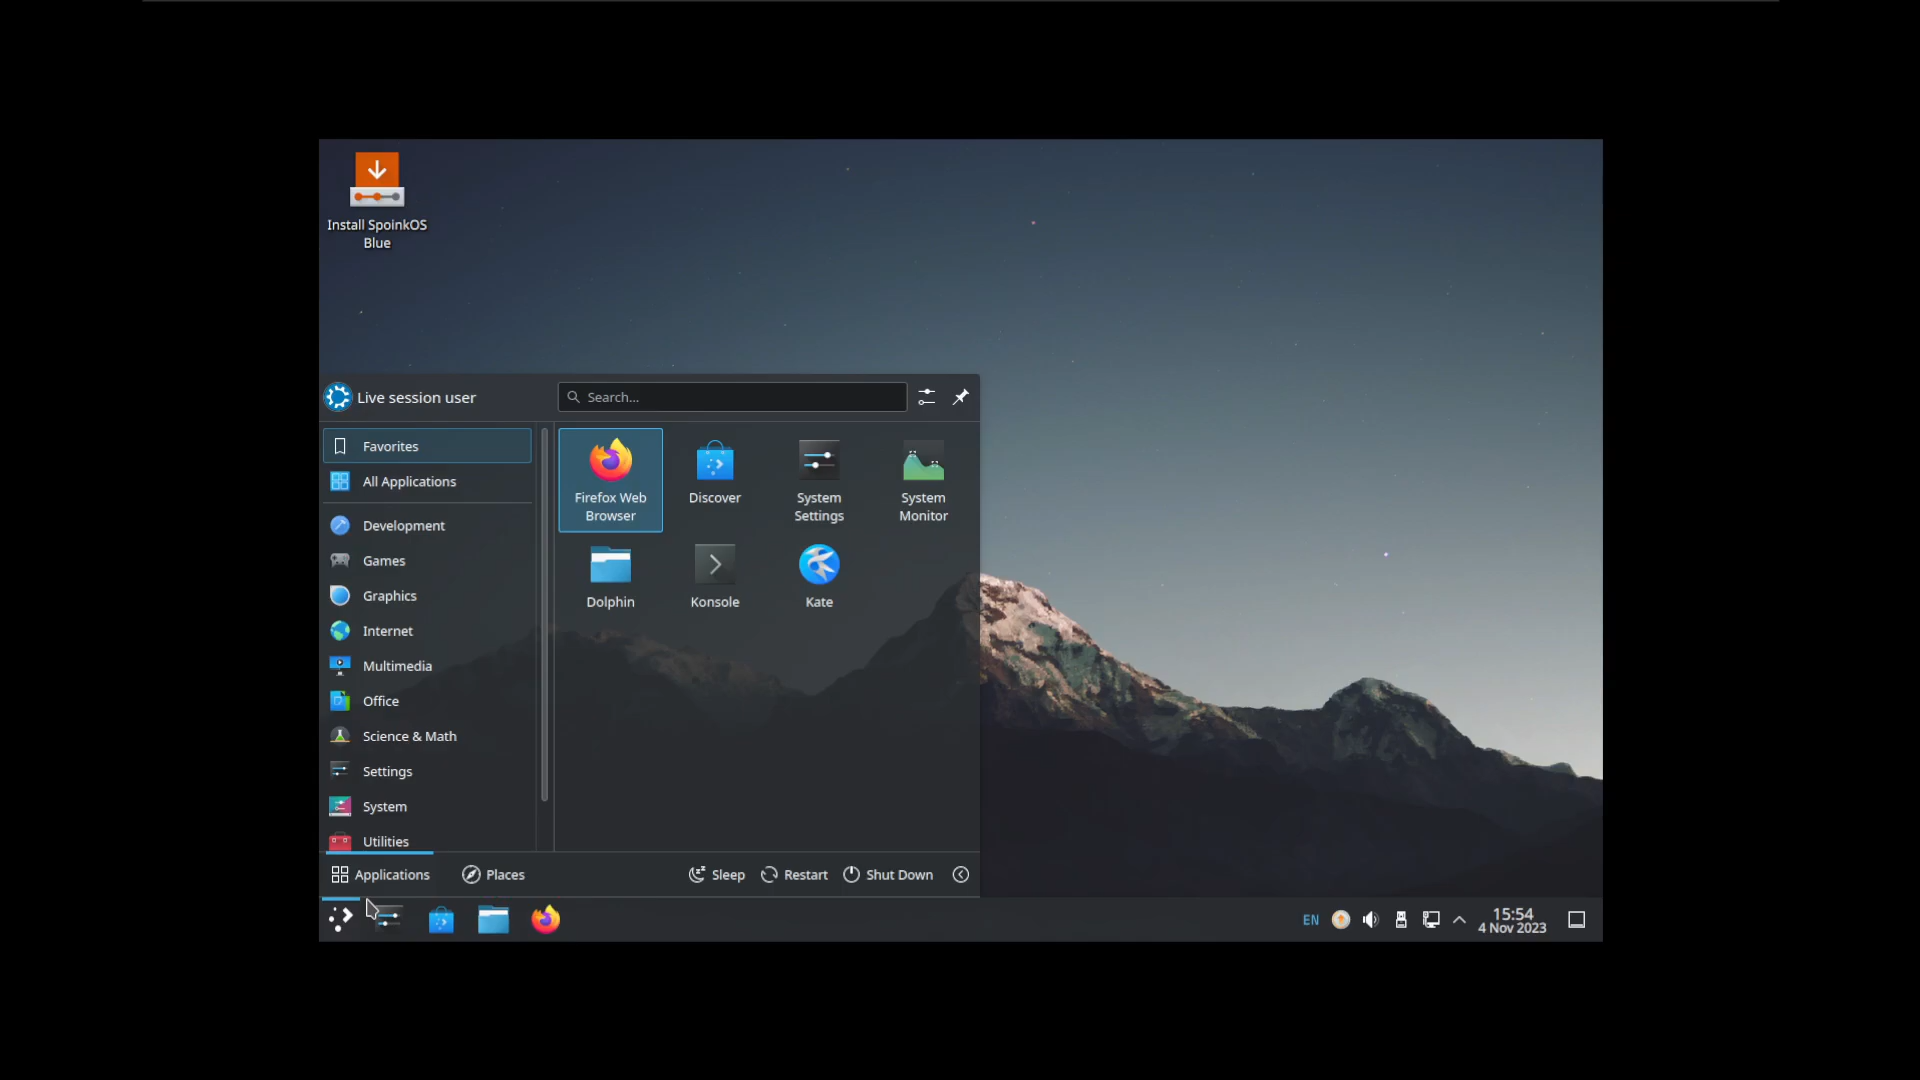 Install SpoinkOS
Blue
Live session user
Search...
Favorites
All Applications
Development
Games
Graphics
Internet
Multimedia
Office
Science & Math
Settings
System
Utilities
Firefox Web
Browser
Discover
System
Settings
System
Monitor
Dolphin
Konsole
Kate
Applications
Places
Sleep
Restart
Shut Down
EN
15:54
4 Nov 2023